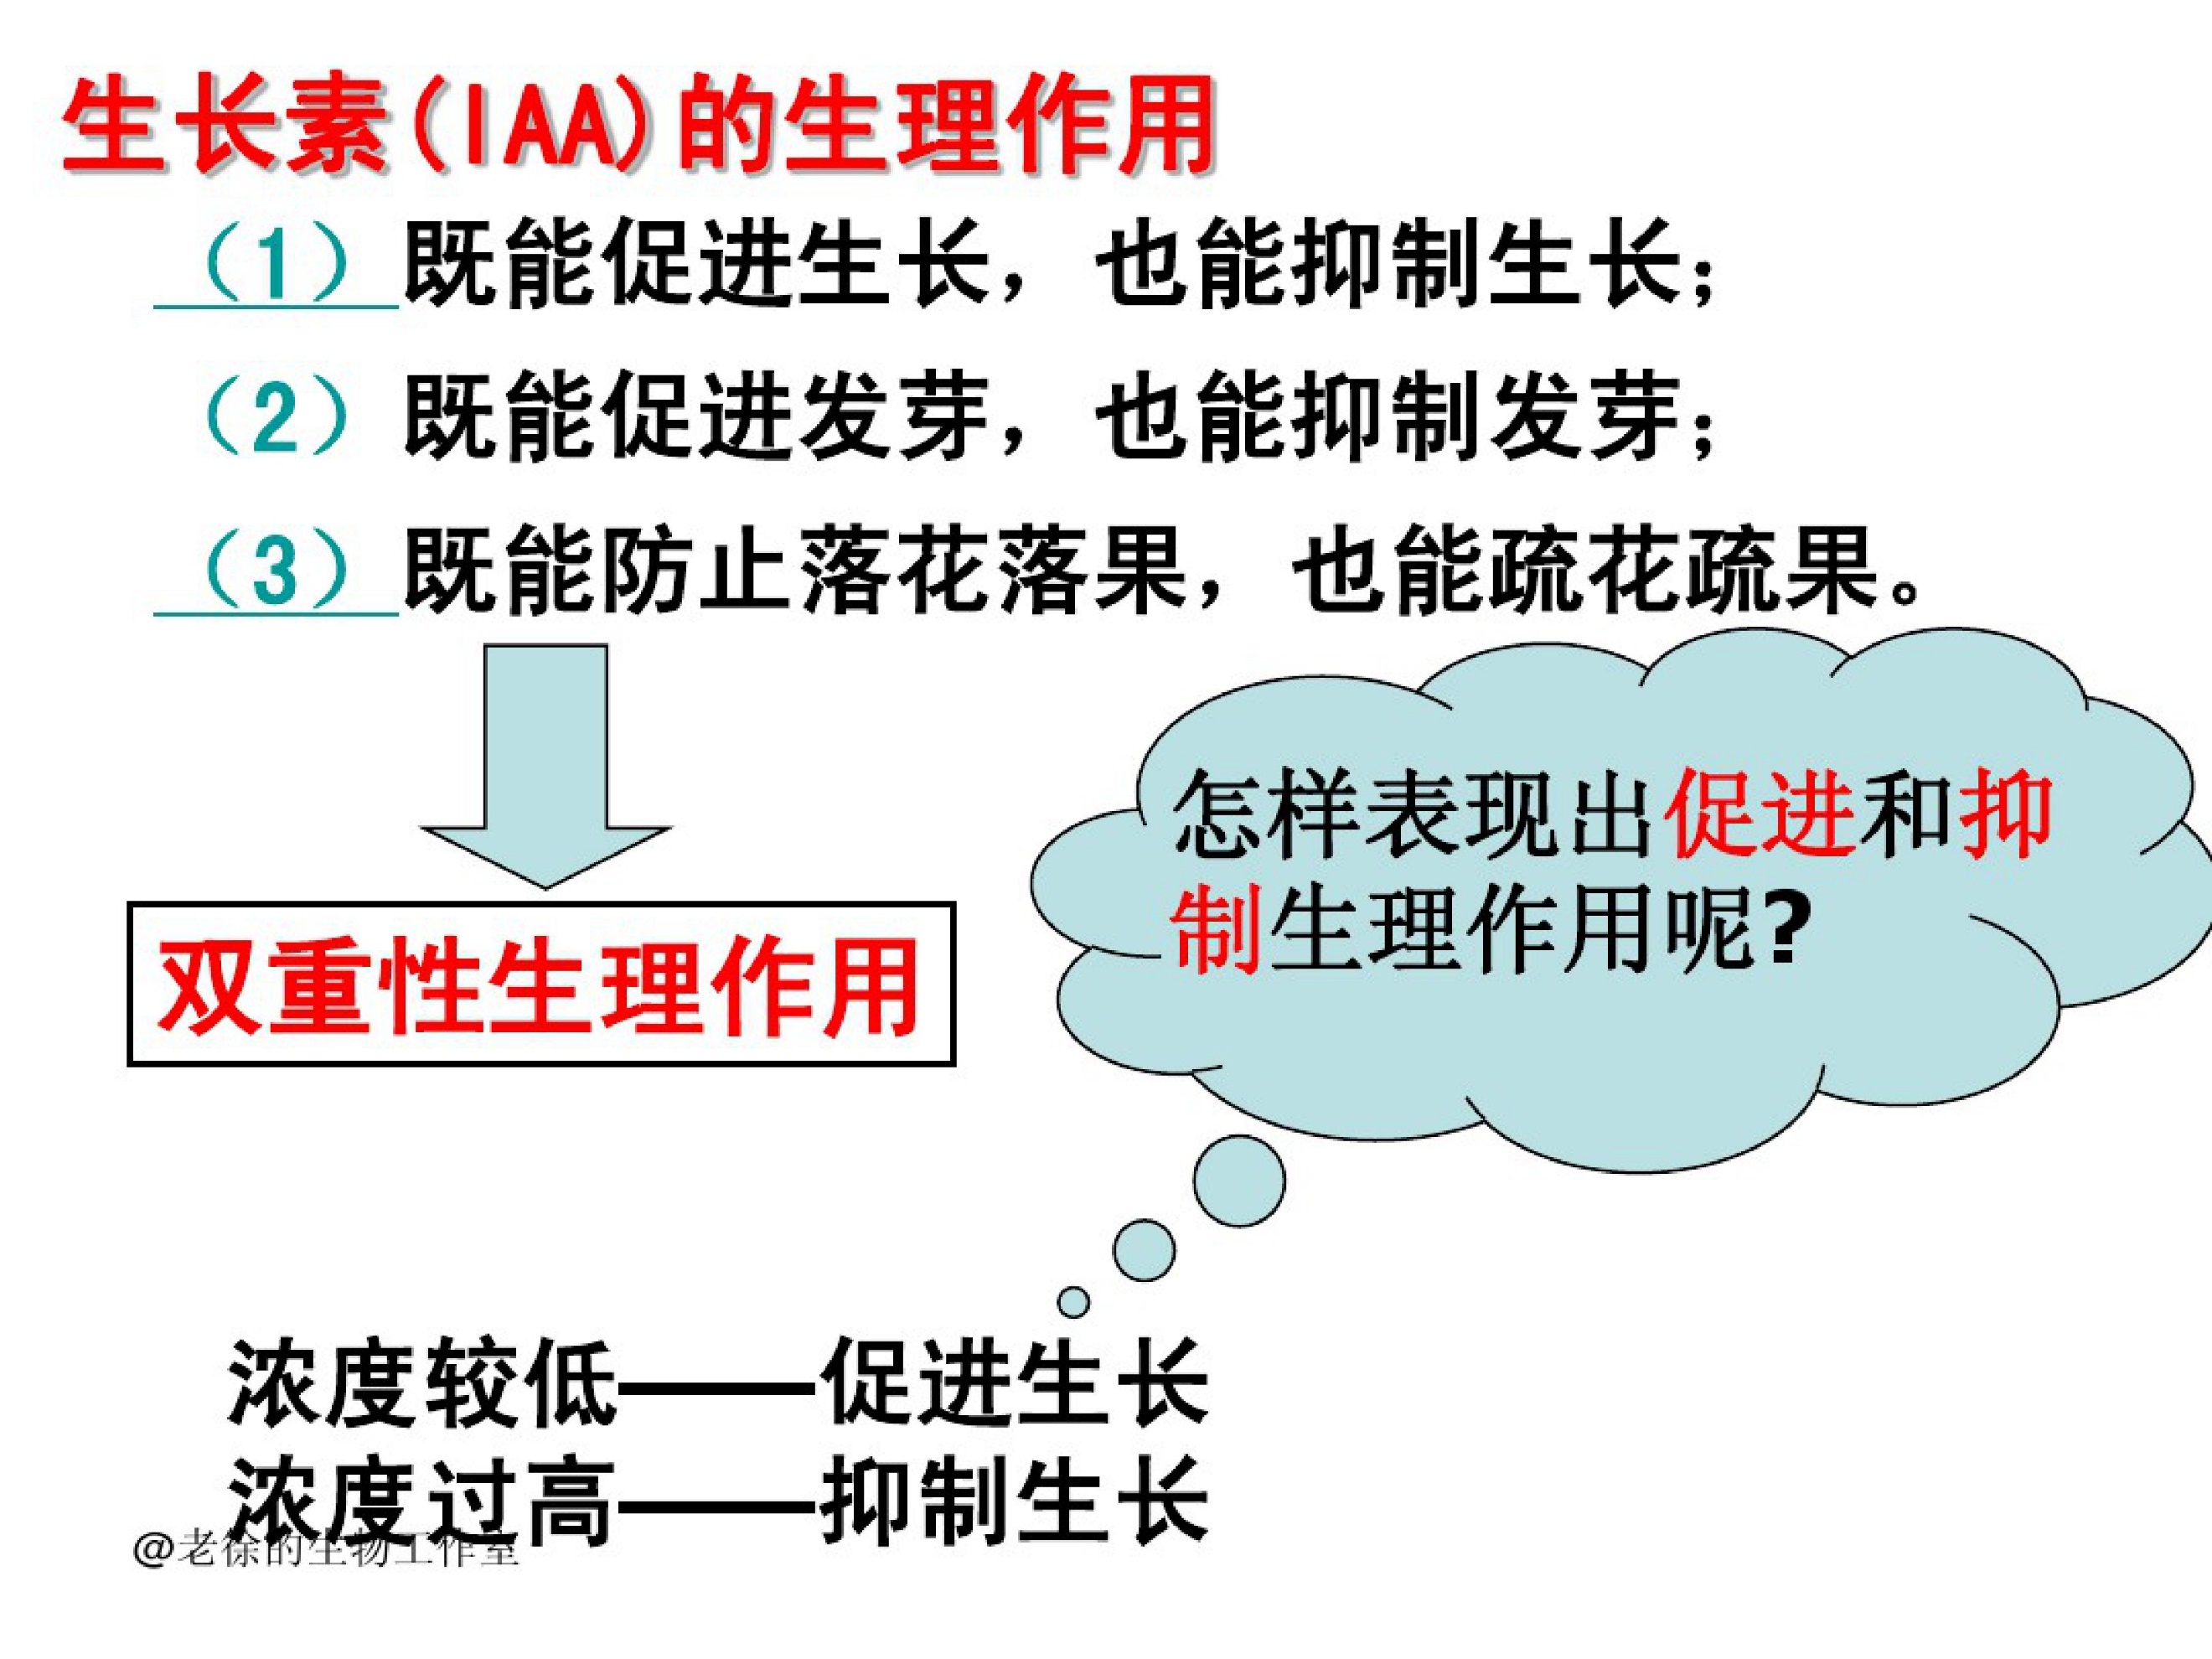 生长素(IAA)的生理作用
（1）既能促进生长，也能抑制生长；
（2）既能促进发芽，也能抑制发芽；
（3）既能防止落花落果，也能疏花疏果。
怎样表现出促进和抑
制生理作用呢?
双重性生理作用
浓度较低——促进生长
浓度过高——抑制生长
@老徐的生物工作室